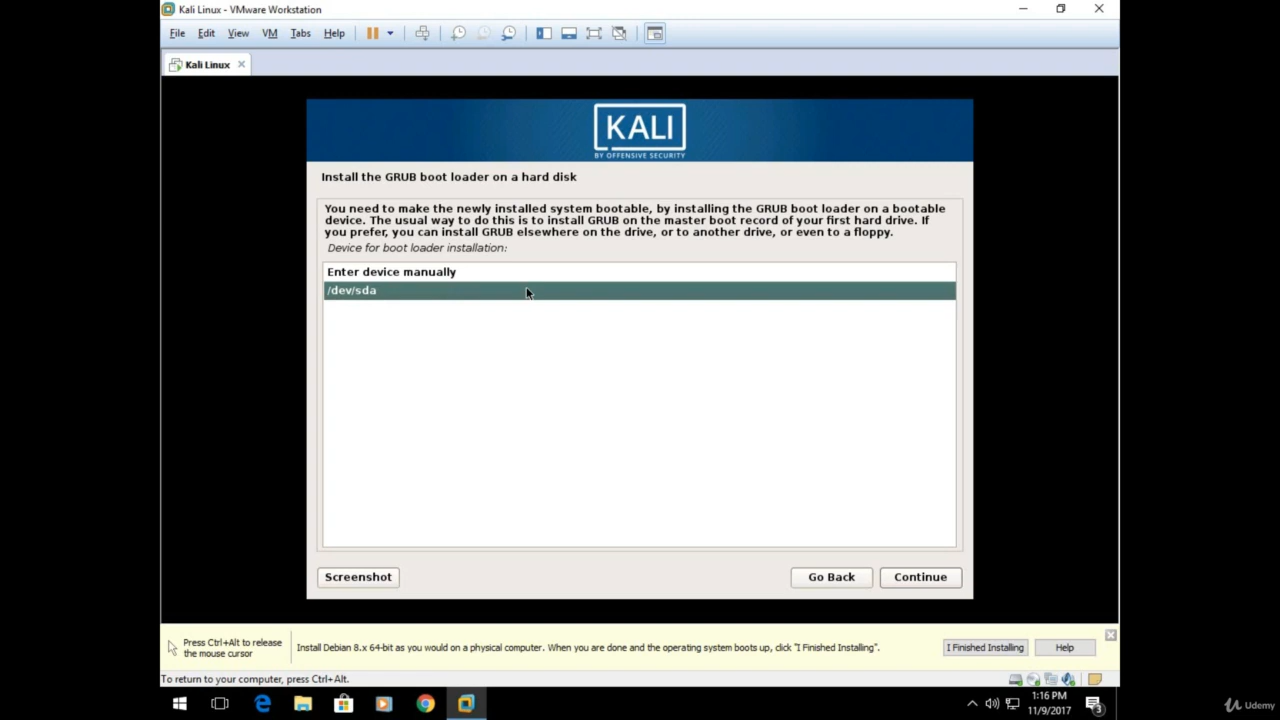 Kali Linux - VMware Workstation
File Edit View VM Tabs Help
Kali Linux
KALI
BY OFFENSIVE SECURITY
Install the GRUB boot loader on a hard disk
You need to make the newly installed system bootable, by installing the GRUB boot loader on a bootable
device. The usual way to do this is to install GRUB on the master boot record of your first hard drive. If
you prefer, you can install GRUB elsewhere on the drive, or to another drive, or even to a floppy.
Device for boot loader installation:
Enter device manually
/dev/sda
Screenshot Go Back Continue
Press Ctrl+Alt to release
the mouse cursor
Install Debian 8.x 64-bit as you would on a physical computer. When you are done and the operating system boots up, click "I Finished Installing".
I Finished Installing Help
To return to your computer, press Ctrl+Alt.
1:16 PM
11/9/2017
3
Udemy